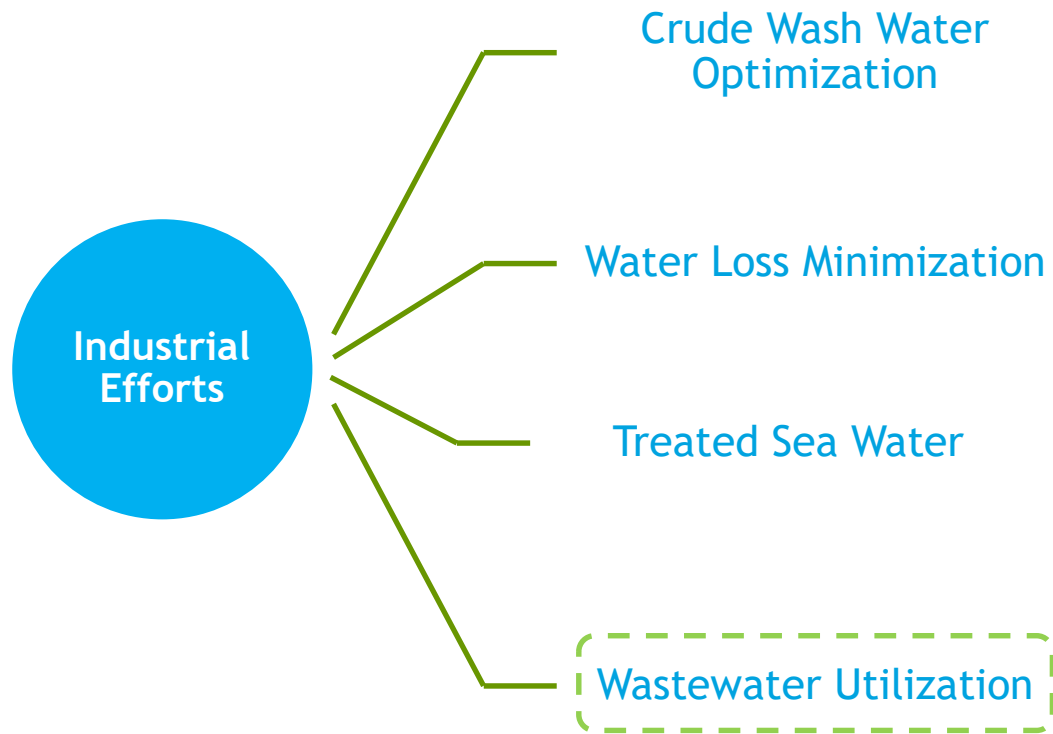 Crude Wash Water
Optimization
Water Loss Minimization
Industrial
Efforts
Treated Sea Water
Wastewater Utilization